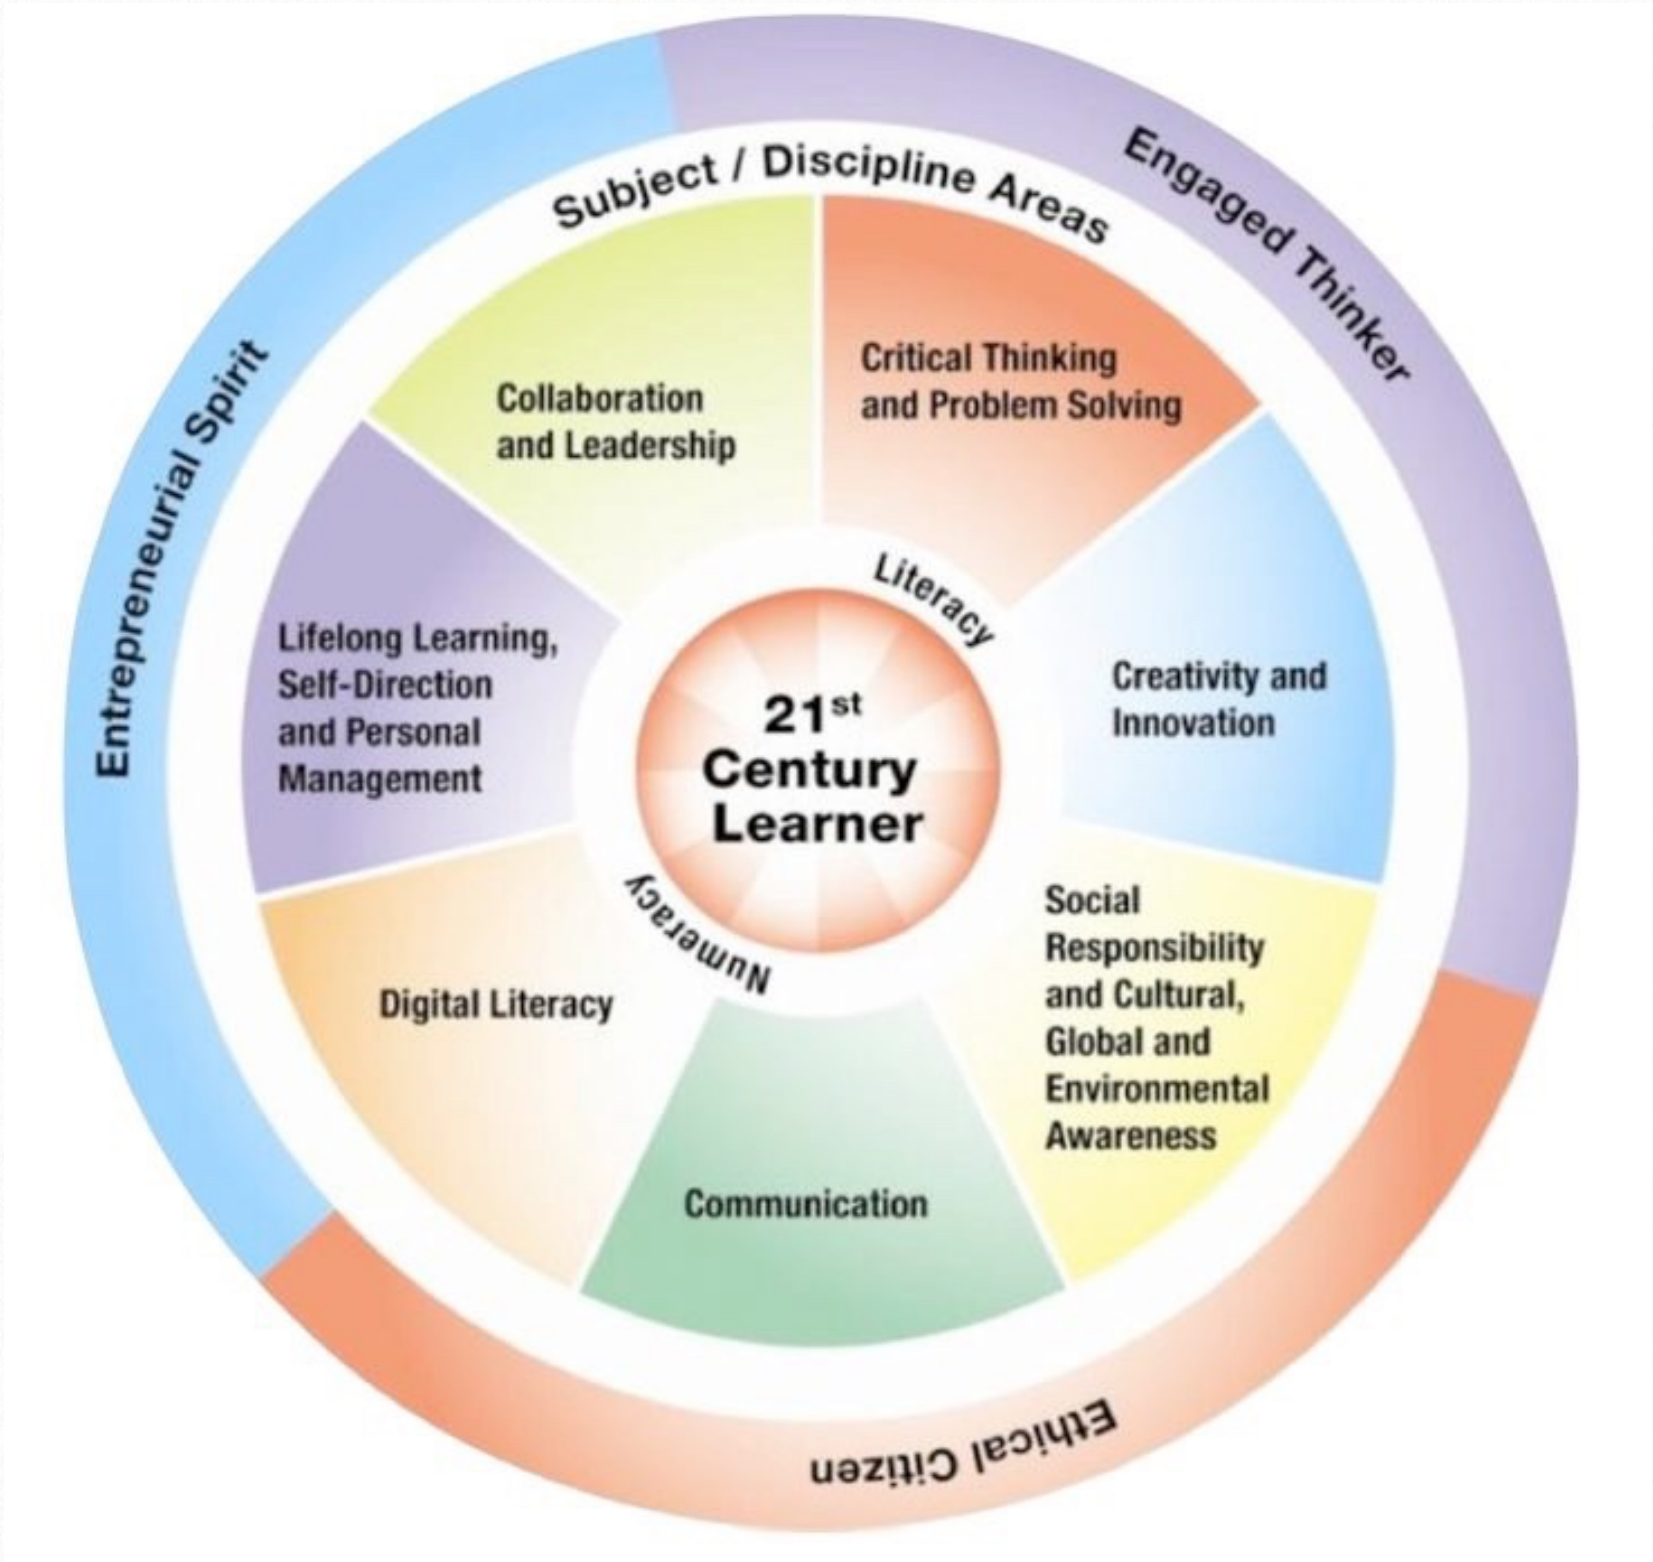 Engaged Thinker
Entrepreneurial Spirit
Subject / Discipline Areas
Critical Thinking
and Problem Solving
Collaboration
and Leadership
Literacy
Creativity and
Innovation
Lifelong Learning,
Self-Direction
and Personal
Management
21st
Century
Learner
Numeracy
Social
Responsibility
and Cultural,
Global and
Environmental
Awareness
Digital Literacy
Communication
Ethical Citizen